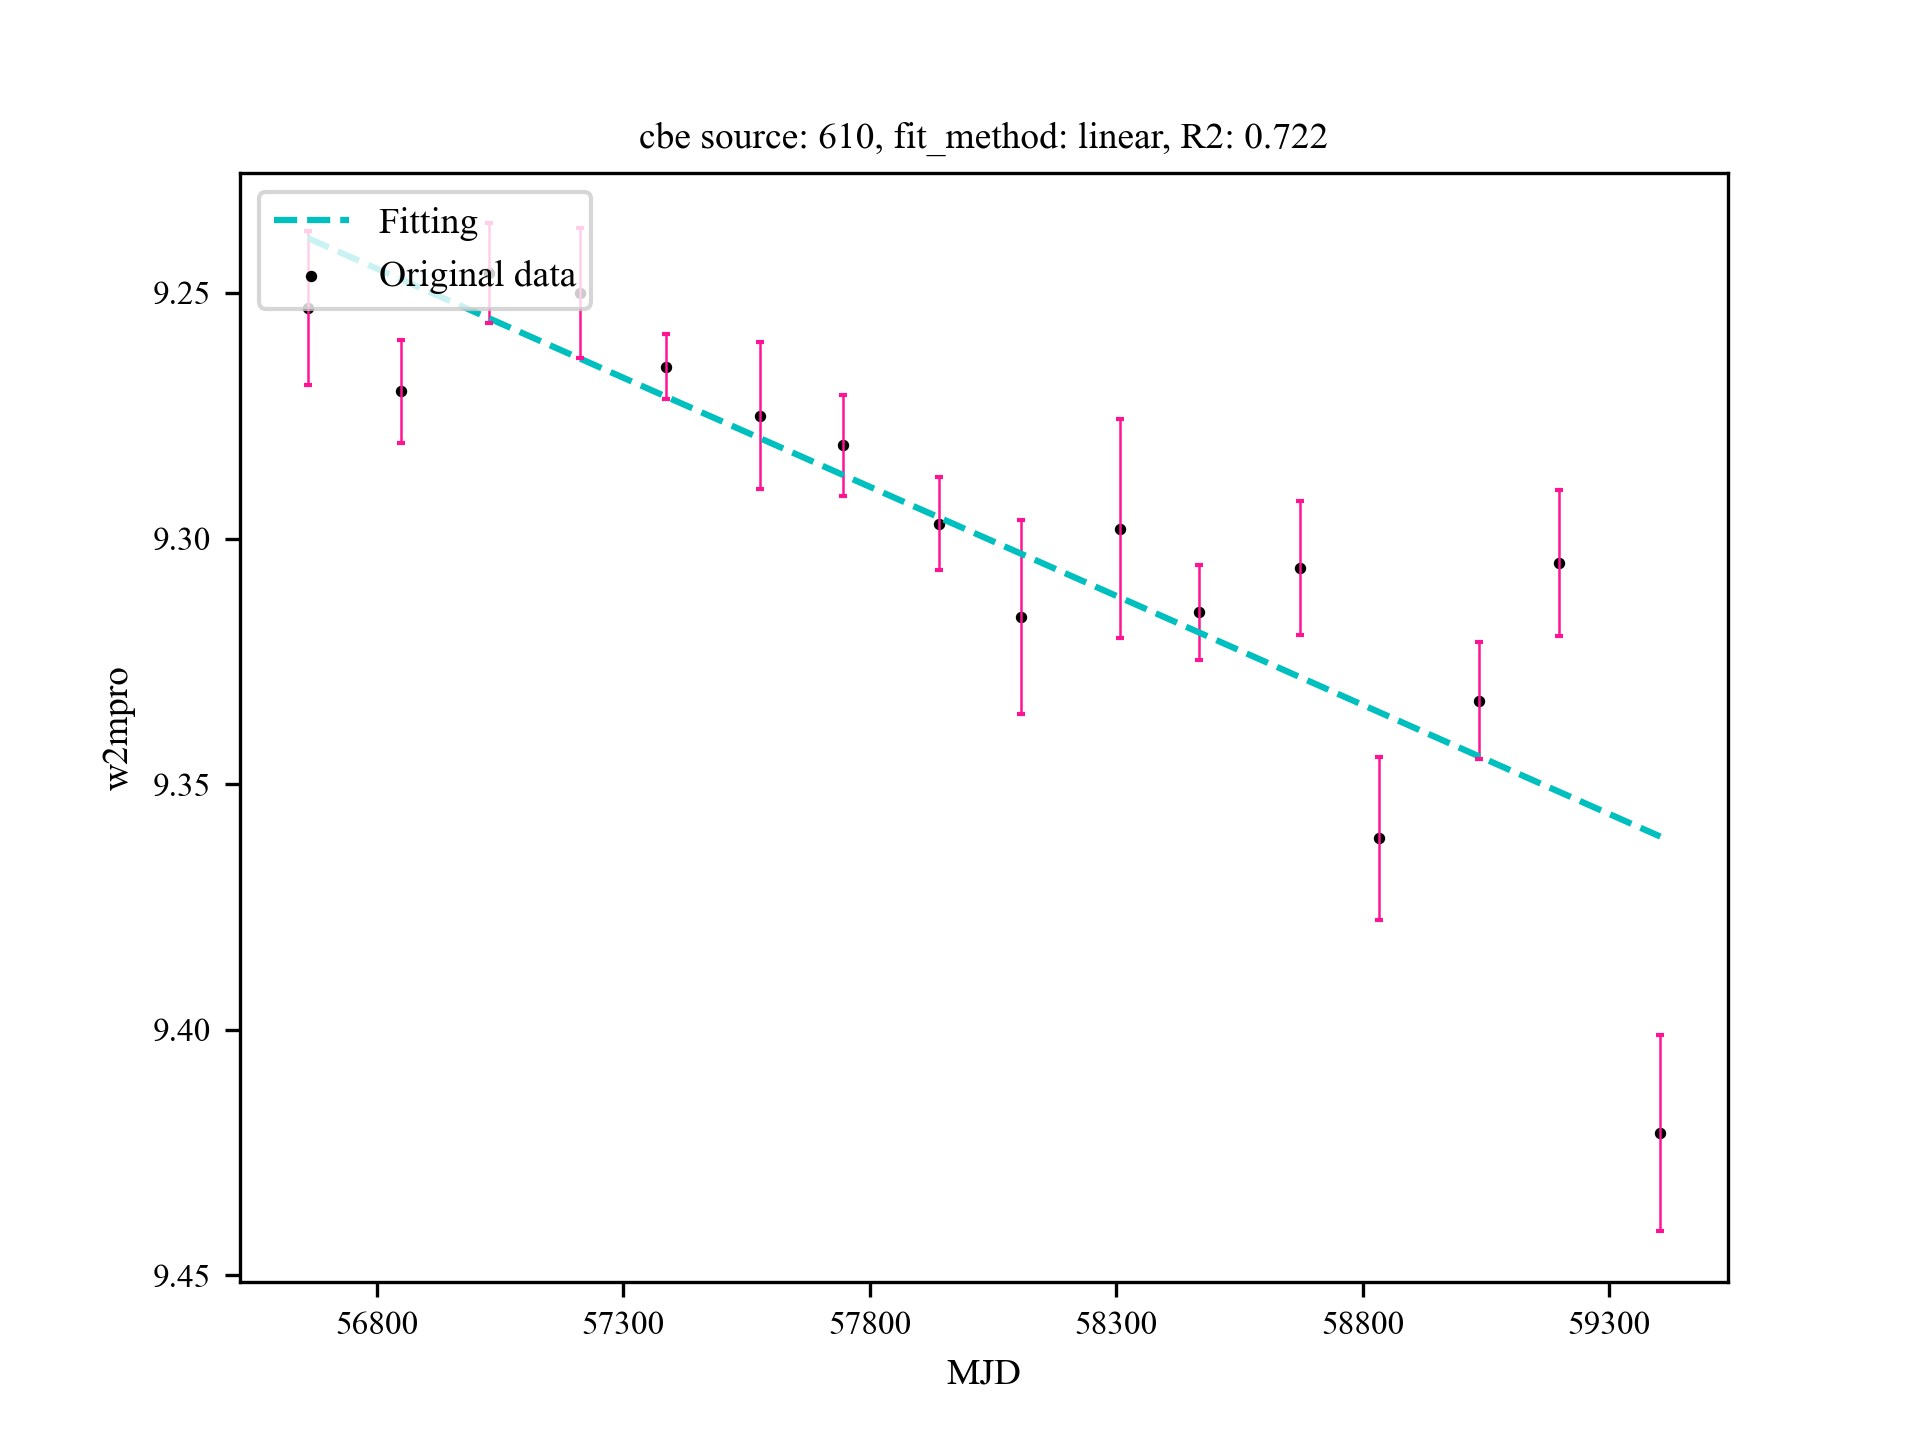 cbe source: 610, fit_method: linear, R2: 0.722
Fitting
Original data
9.25
9.30
9.35
9.40
9.45
w2mpro
56800
57300
57800
58300
58800
59300
MJD